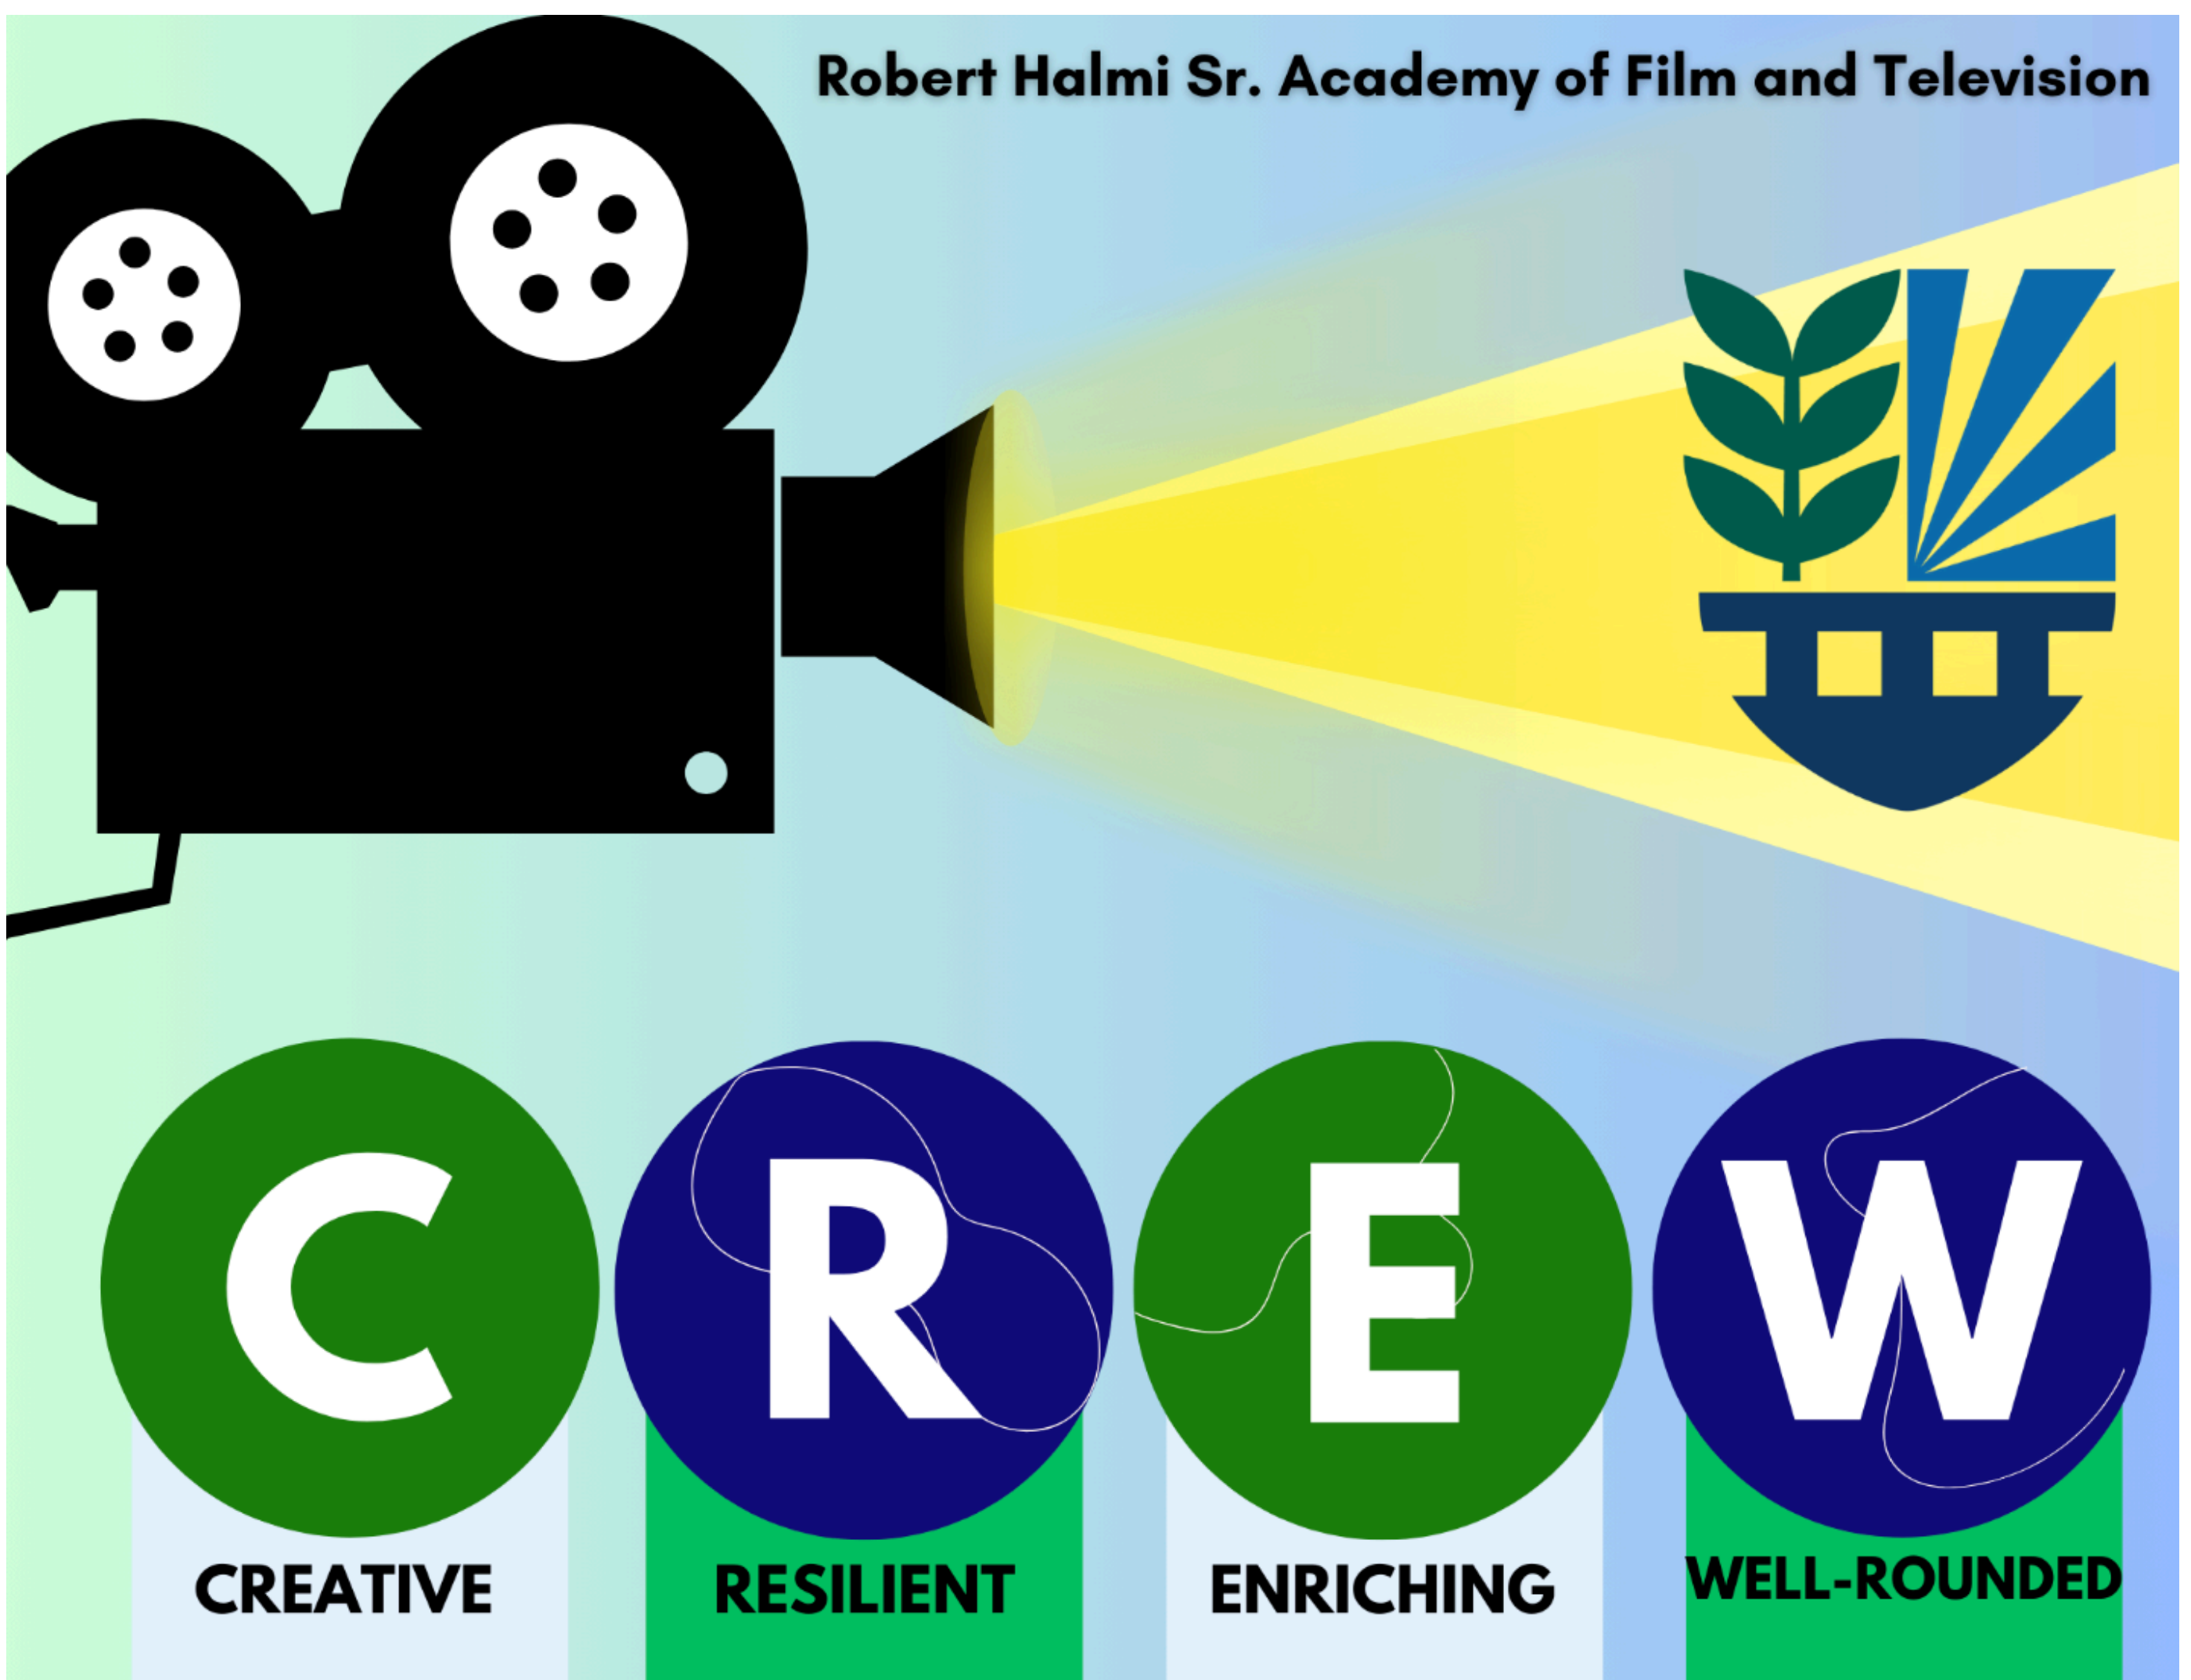 Robert Halmi Sr. Academy of Film and Television
C R E W
CREATIVE RESILIENT ENRICHING WELL-ROUNDED